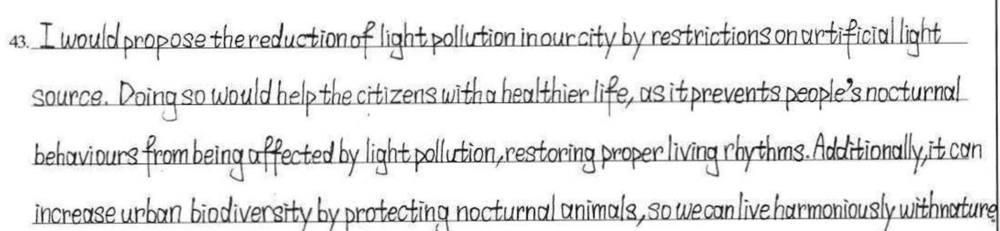 43. I would propose the reduction of light pollution in our city by restrictions on artificial light
source. Doing so would help the citizens with a healthier life, as it prevents people's nocturnal
behaviours from being affected by light pollution, restoring proper living rhythms. Additionally, it can
increase urban biodiversity by protecting nocturnal animals, so we can live harmoniously with nature.